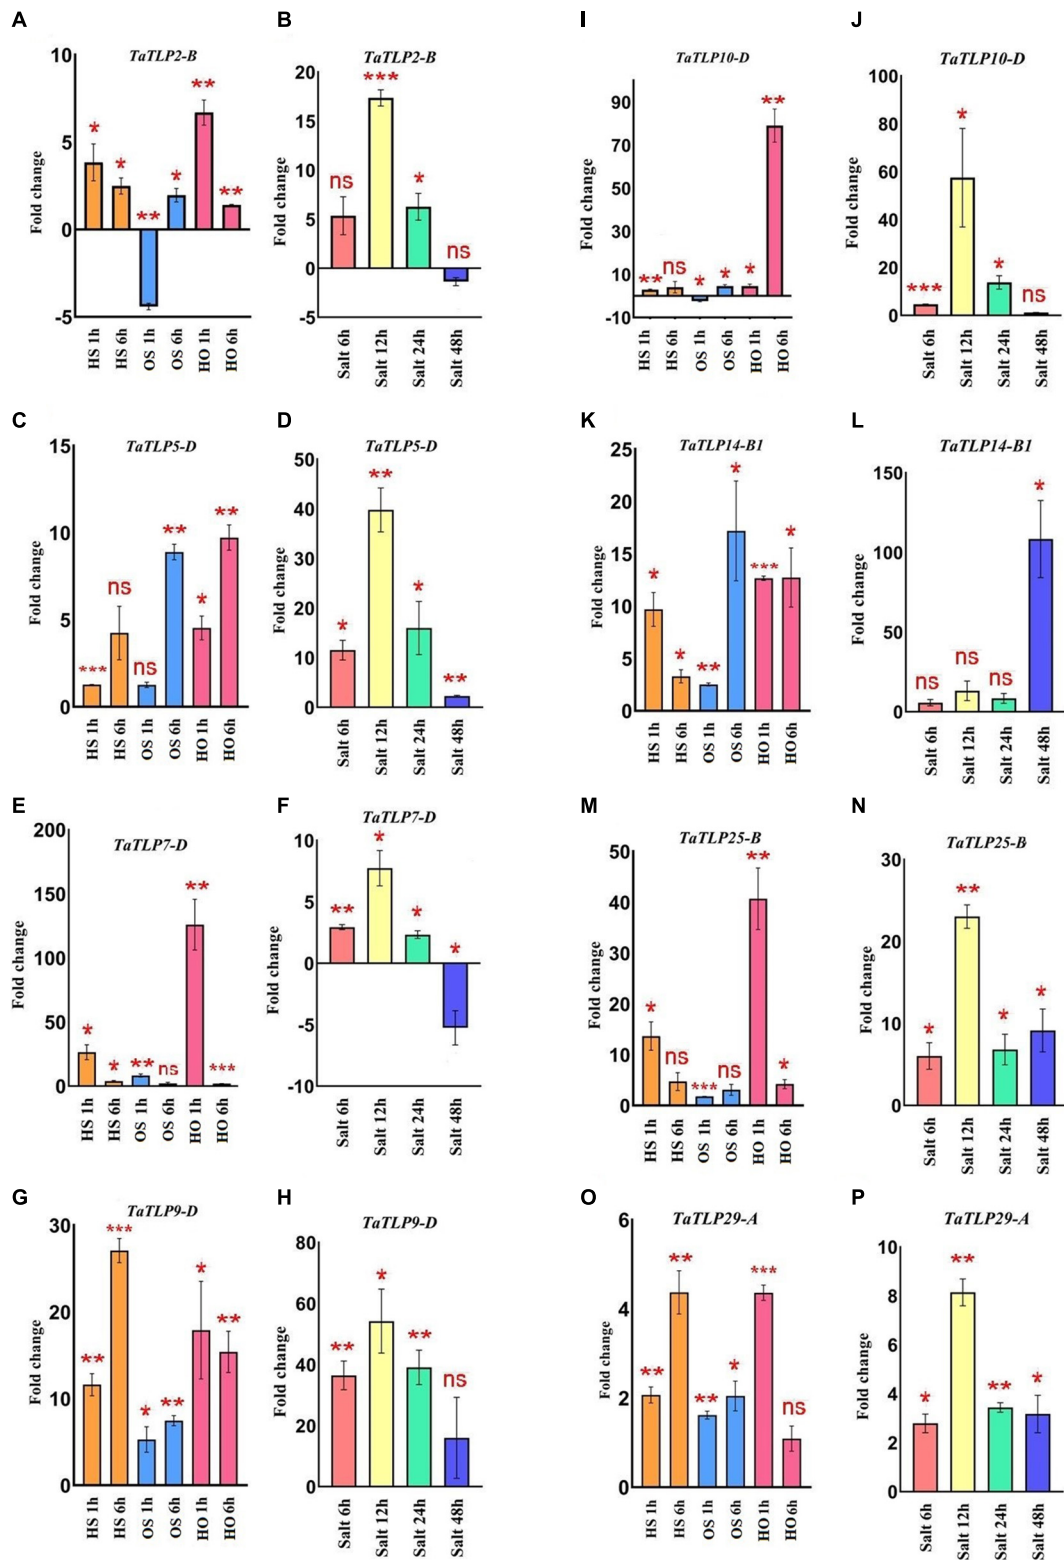 A
TaTLP2-B
Fold change
10
5
0
-5
* * ** * ** **
HS 1h HS 6h OS 1h OS 6h HO 1h HO 6h
B
TaTLP2-B
Fold change
20
15
10
5
0
-5
ns *** * ns
Salt 6h Salt 12h Salt 24h Salt 48h
I
TaTLP10-D
Fold change
90
70
50
30
10
-10
** ns * * * **
HS 1h HS 6h OS 1h OS 6h HO 1h HO 6h
J
TaTLP10-D
Fold change
100
80
60
40
20
0
*** * * ns
Salt 6h Salt 12h Salt 24h Salt 48h
C
TaTLP5-D
Fold change
15
10
5
0
*** ns ns ** * **
HS 1h HS 6h OS 1h OS 6h HO 1h HO 6h
D
TaTLP5-D
Fold change
50
40
30
20
10
0
* ** * **
Salt 6h Salt 12h Salt 24h Salt 48h
K
TaTLP14-B1
Fold change
25
20
15
10
5
0
* * ** * *** *
HS 1h HS 6h OS 1h OS 6h HO 1h HO 6h
L
TaTLP14-B1
Fold change
150
100
50
0
ns ns ns *
Salt 6h Salt 12h Salt 24h Salt 48h
E
TaTLP7-D
Fold change
200
150
100
50
0
* * ** ns ** ***
HS 1h HS 6h OS 1h OS 6h HO 1h HO 6h
F
TaTLP7-D
Fold change
10
5
0
-5
-10
** * * *
Salt 6h Salt 12h Salt 24h Salt 48h
M
TaTLP25-B
Fold change
50
40
30
20
10
0
* ns *** ns ** *
HS 1h HS 6h OS 1h OS 6h HO 1h HO 6h
N
TaTLP25-B
Fold change
30
20
10
0
* ** * *
Salt 6h Salt 12h Salt 24h Salt 48h
G
TaTLP9-D
Fold change
30
20
10
0
** *** * ** * **
HS 1h HS 6h OS 1h OS 6h HO 1h HO 6h
H
TaTLP9-D
Fold change
80
60
40
20
0
** * ** ns
Salt 6h Salt 12h Salt 24h Salt 48h
O
TaTLP29-A
Fold change
6
4
2
0
** ** ** * *** ns
HS 1h HS 6h OS 1h OS 6h HO 1h HO 6h
P
TaTLP29-A
Fold change
10
8
6
4
2
0
* ** ** *
Salt 6h Salt 12h Salt 24h Salt 48h